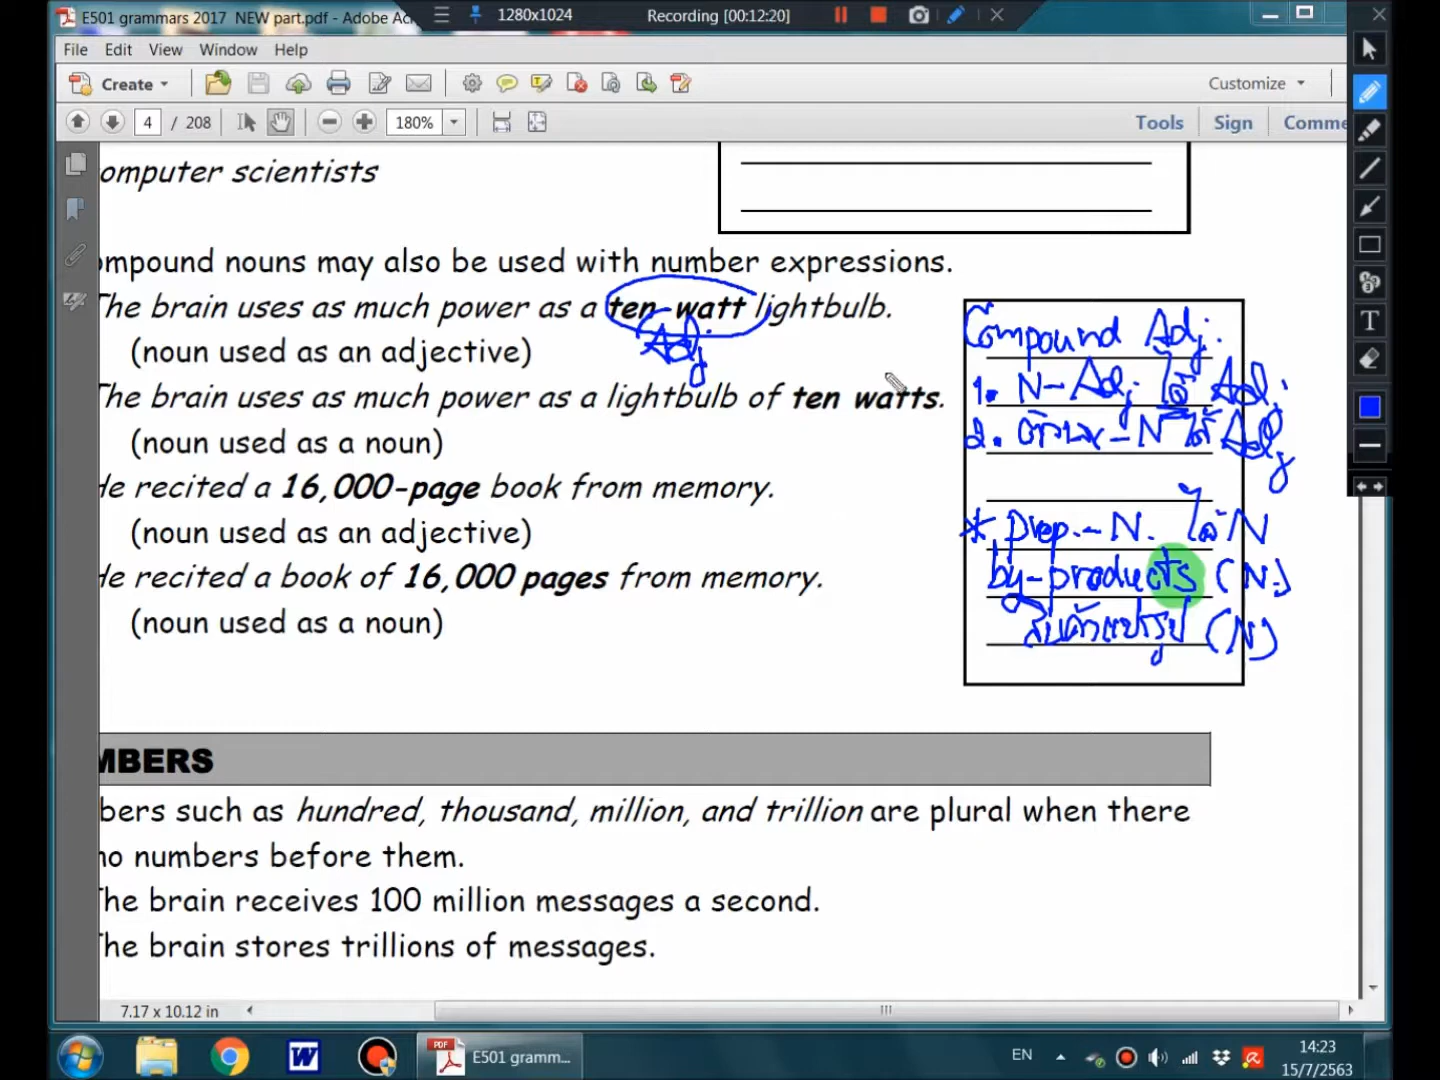 E501 grammars 2017 NEW part.pdf - Adobe Acr
1280x1024
Recording [00:12:20]
File Edit View Window Help
Create
Customize
4 / 208
180%
Tools Sign Comme
omputer scientists
ompound nouns may also be used with number expressions.
The brain uses as much power as a ten-watt lightbulb.
Adj
(noun used as an adjective)
The brain uses as much power as a lightbulb of ten watts.
(noun used as a noun)
He recited a 16,000-page book from memory.
(noun used as an adjective)
He recited a book of 16,000 pages from memory.
(noun used as a noun)
Compound Adj.
1. N-Adj ได้ Adj.
2. ตัวเลข-N ได้ Adj
* prep.-N. ได้ N
by-products (N.)
(N)
MBERS
bers such as hundred, thousand, million, and trillion are plural when there
no numbers before them.
The brain receives 100 million messages a second.
The brain stores trillions of messages.
7.17 x 10.12 in
E501 gramm...
EN
14:23
15/7/2563